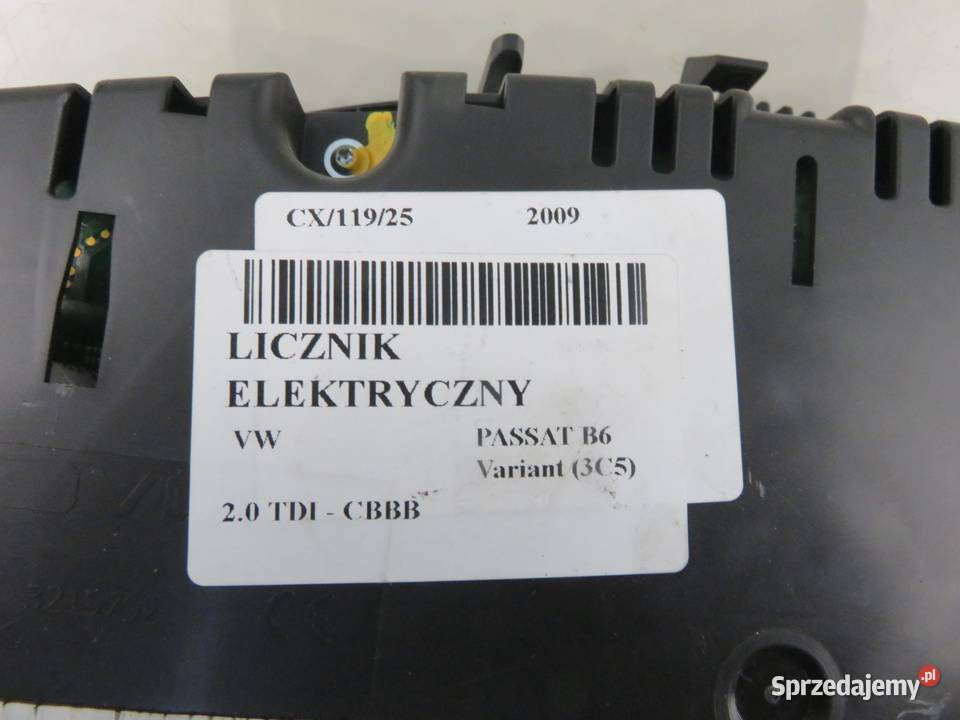 CX/119/25 2009
LICZNIK
ELEKTRYCZNY
VW PASSAT B6
Variant (3C5)
2.0 TDI - CBBB
Sprzedajemy.pl